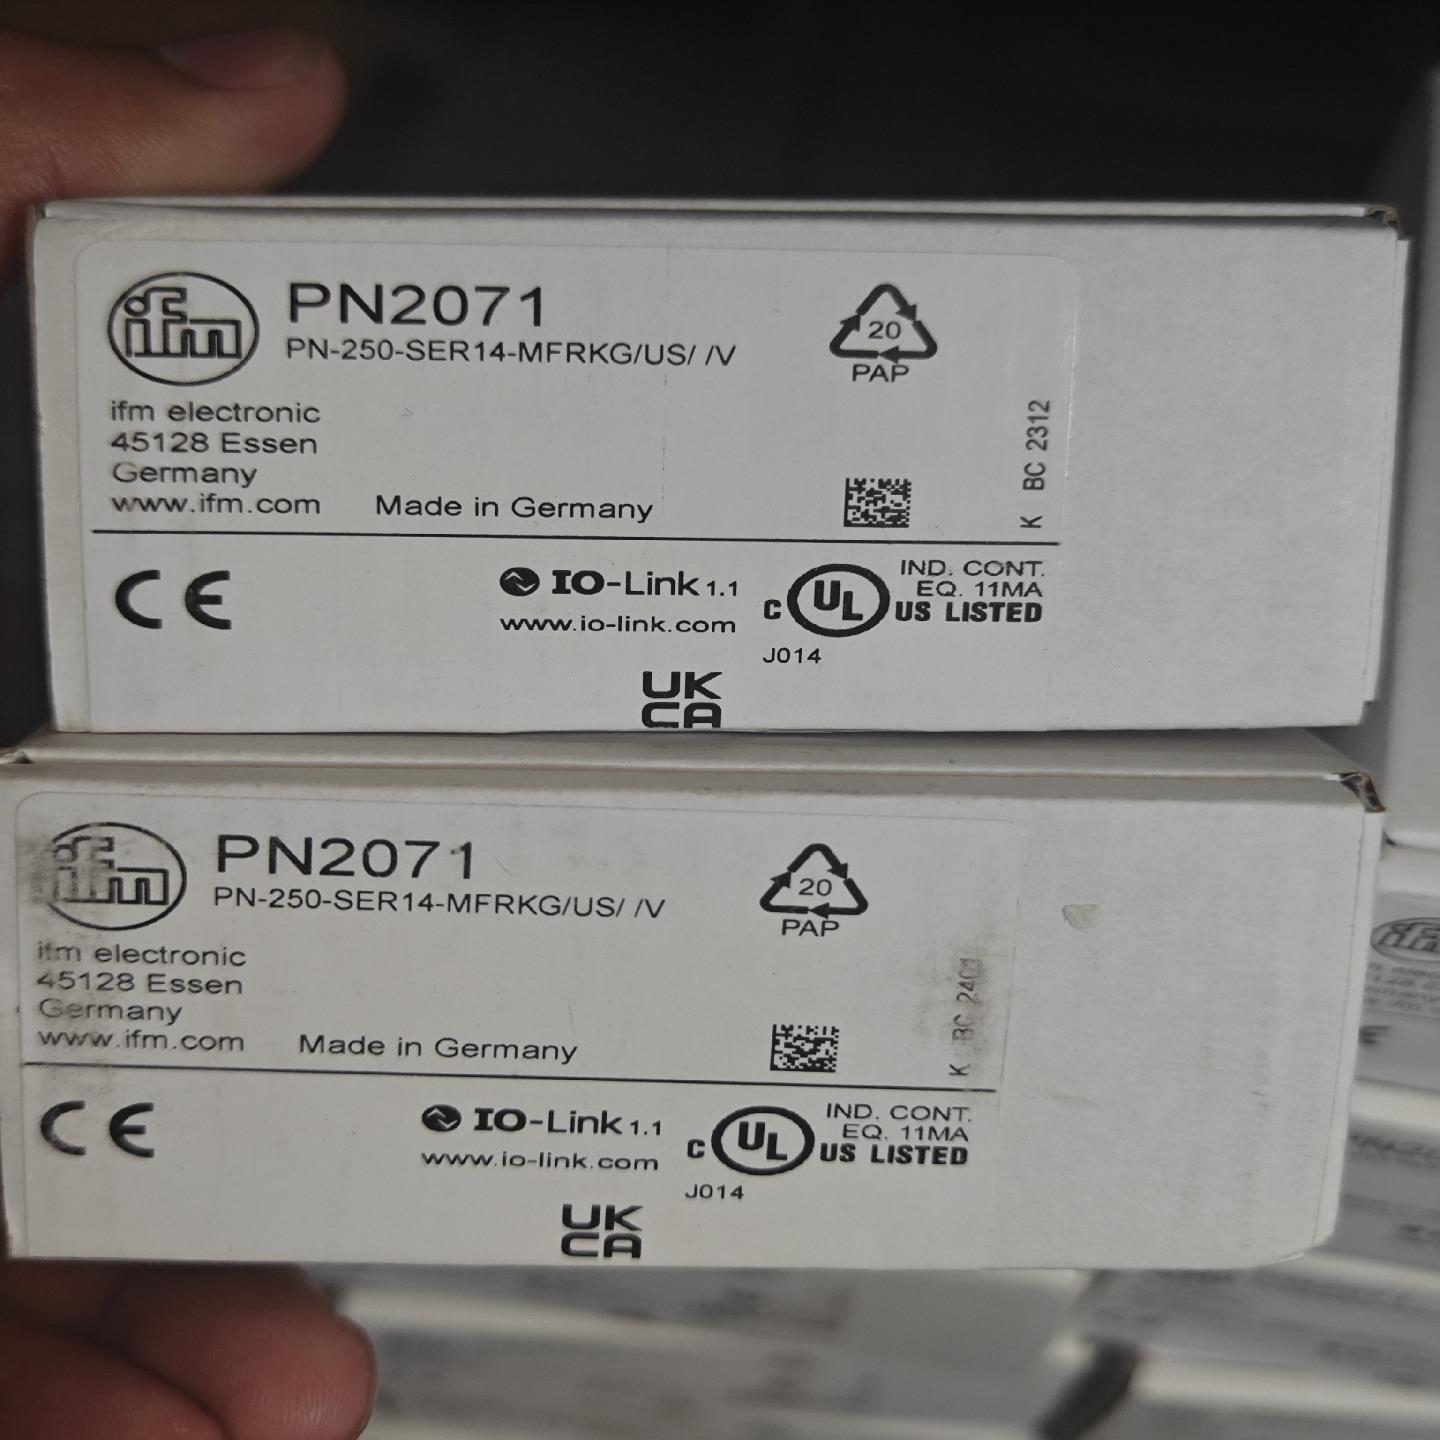 ifm
PN2071
PN-250-SER14-MFRKG/US/ /V
20
PAP
ifm electronic
45128 Essen
Germany
www.ifm.com
Made in Germany
K BC 2312
CE
IO-Link 1.1
www.io-link.com
C UL US LISTED
IND. CONT.
EQ. 11MA
J014
UK
CA
ifm
PN2071
PN-250-SER14-MFRKG/US/ /V
20
PAP
ifm electronic
45128 Essen
Germany
www.ifm.com
Made in Germany
K BC 2401
CE
IO-Link 1.1
www.io-link.com
C UL US LISTED
IND. CONT.
EQ. 11MA
J014
UK
CA
ifm